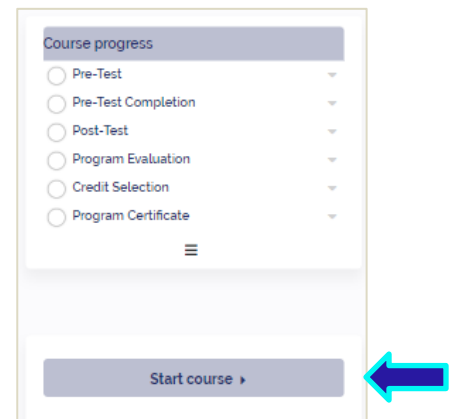 Course progress
Pre-Test
Pre-Test Completion
Post-Test
Program Evaluation
Credit Selection
Program Certificate
Start course